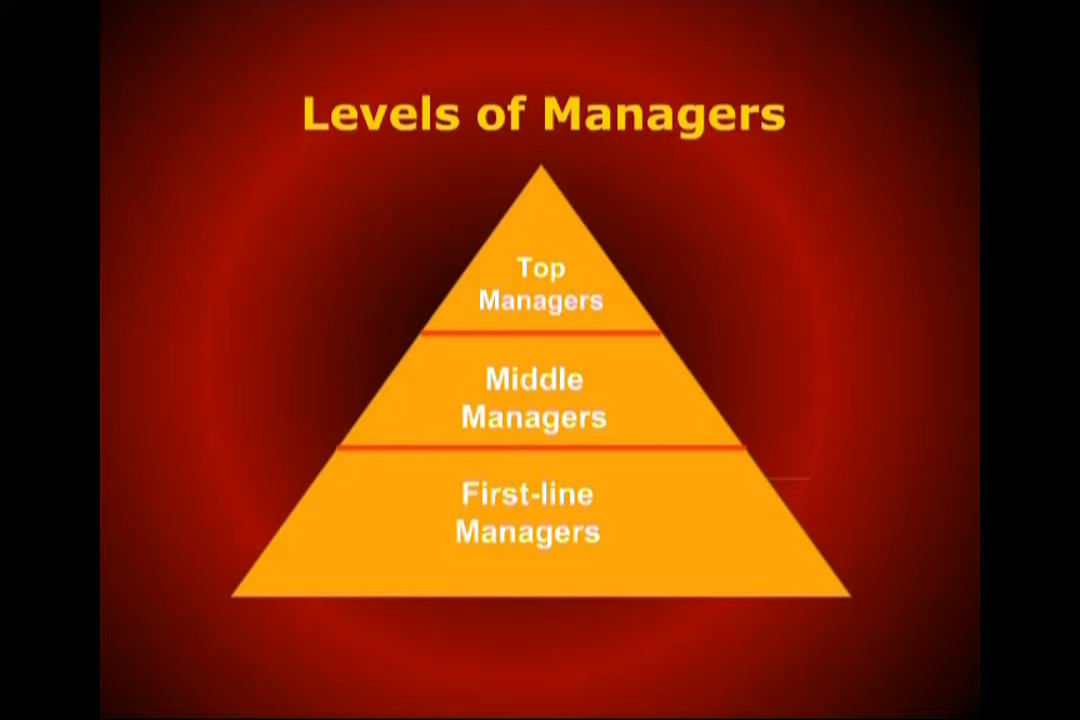 Levels of Managers
Top
Managers
Middle
Managers
First-line
Managers